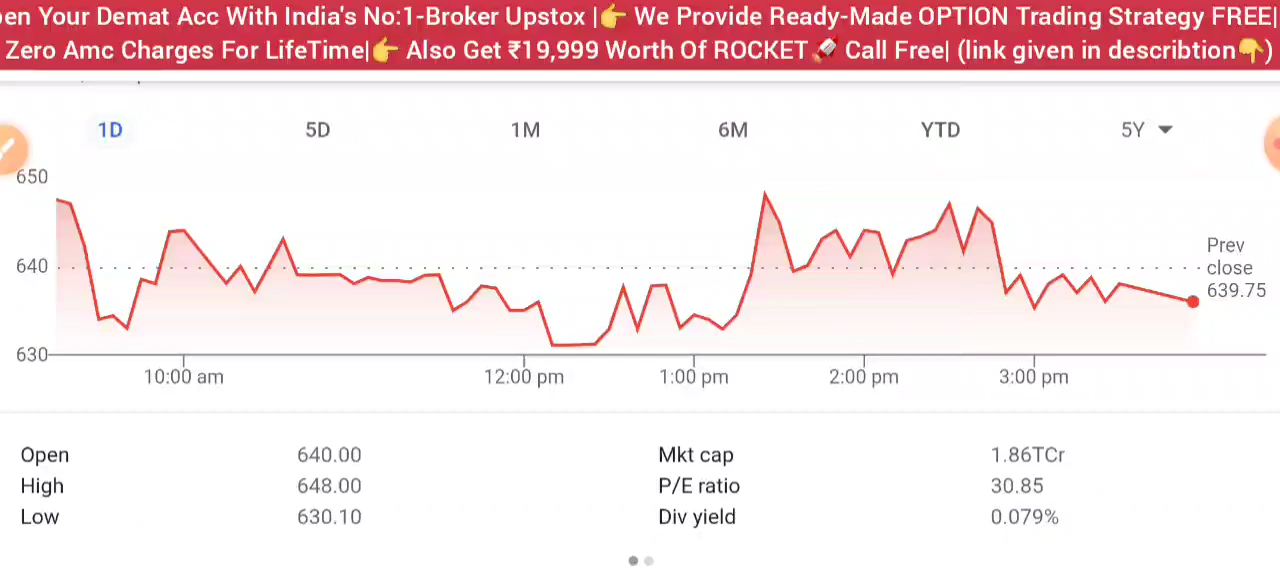 en Your Demat Acc With India's No:1-Broker Upstox |👉 We Provide Ready-Made OPTION Trading Strategy FREE|
Zero Amc Charges For LifeTime|👉 Also Get ₹19,999 Worth Of ROCKET🚀 Call Free| (link given in describtion👇)
1D 5D 1M 6M YTD 5Y
650
640
630
Prev
close
639.75
10:00 am 12:00 pm 1:00 pm 2:00 pm 3:00 pm
Open 640.00 Mkt cap 1.86TCr
High 648.00 P/E ratio 30.85
Low 630.10 Div yield 0.079%